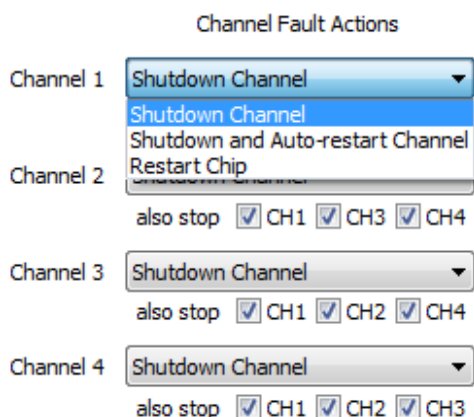 Channel Fault Actions
Channel 1 Shutdown Channel
Shutdown Channel
Shutdown and Auto-restart Channel
Restart Chip
Channel 2
also stop CH1 CH3 CH4
Channel 3 Shutdown Channel
also stop CH1 CH2 CH4
Channel 4 Shutdown Channel
also stop CH1 CH2 CH3